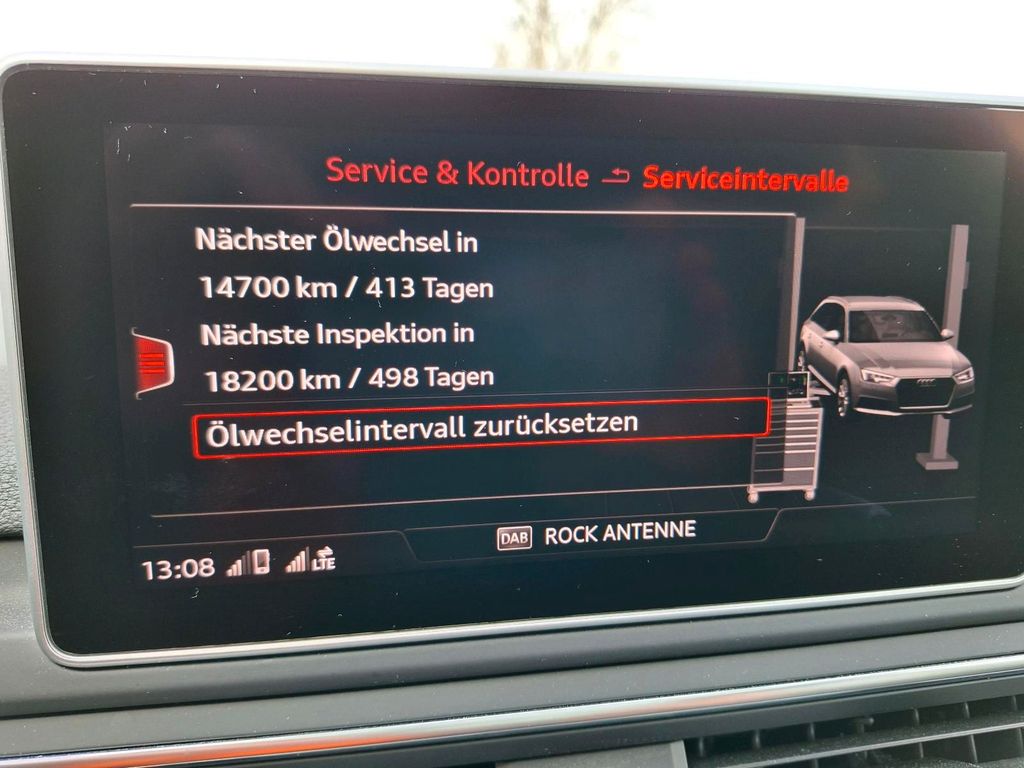 Service & Kontrolle Serviceintervalle
Nächster Ölwechsel in
14700 km / 413 Tagen
Nächste Inspektion in
18200 km / 498 Tagen
Ölwechselintervall zurücksetzen
DAB ROCK ANTENNE
13:08 LTE